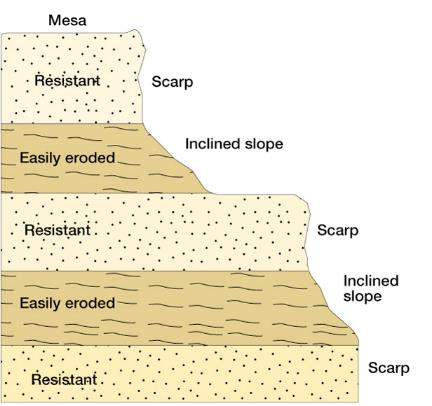 Mesa
Resistant
Scarp
Inclined slope
Easily eroded
Resistant
Scarp
Inclined
slope
Easily eroded
Scarp
Resistant